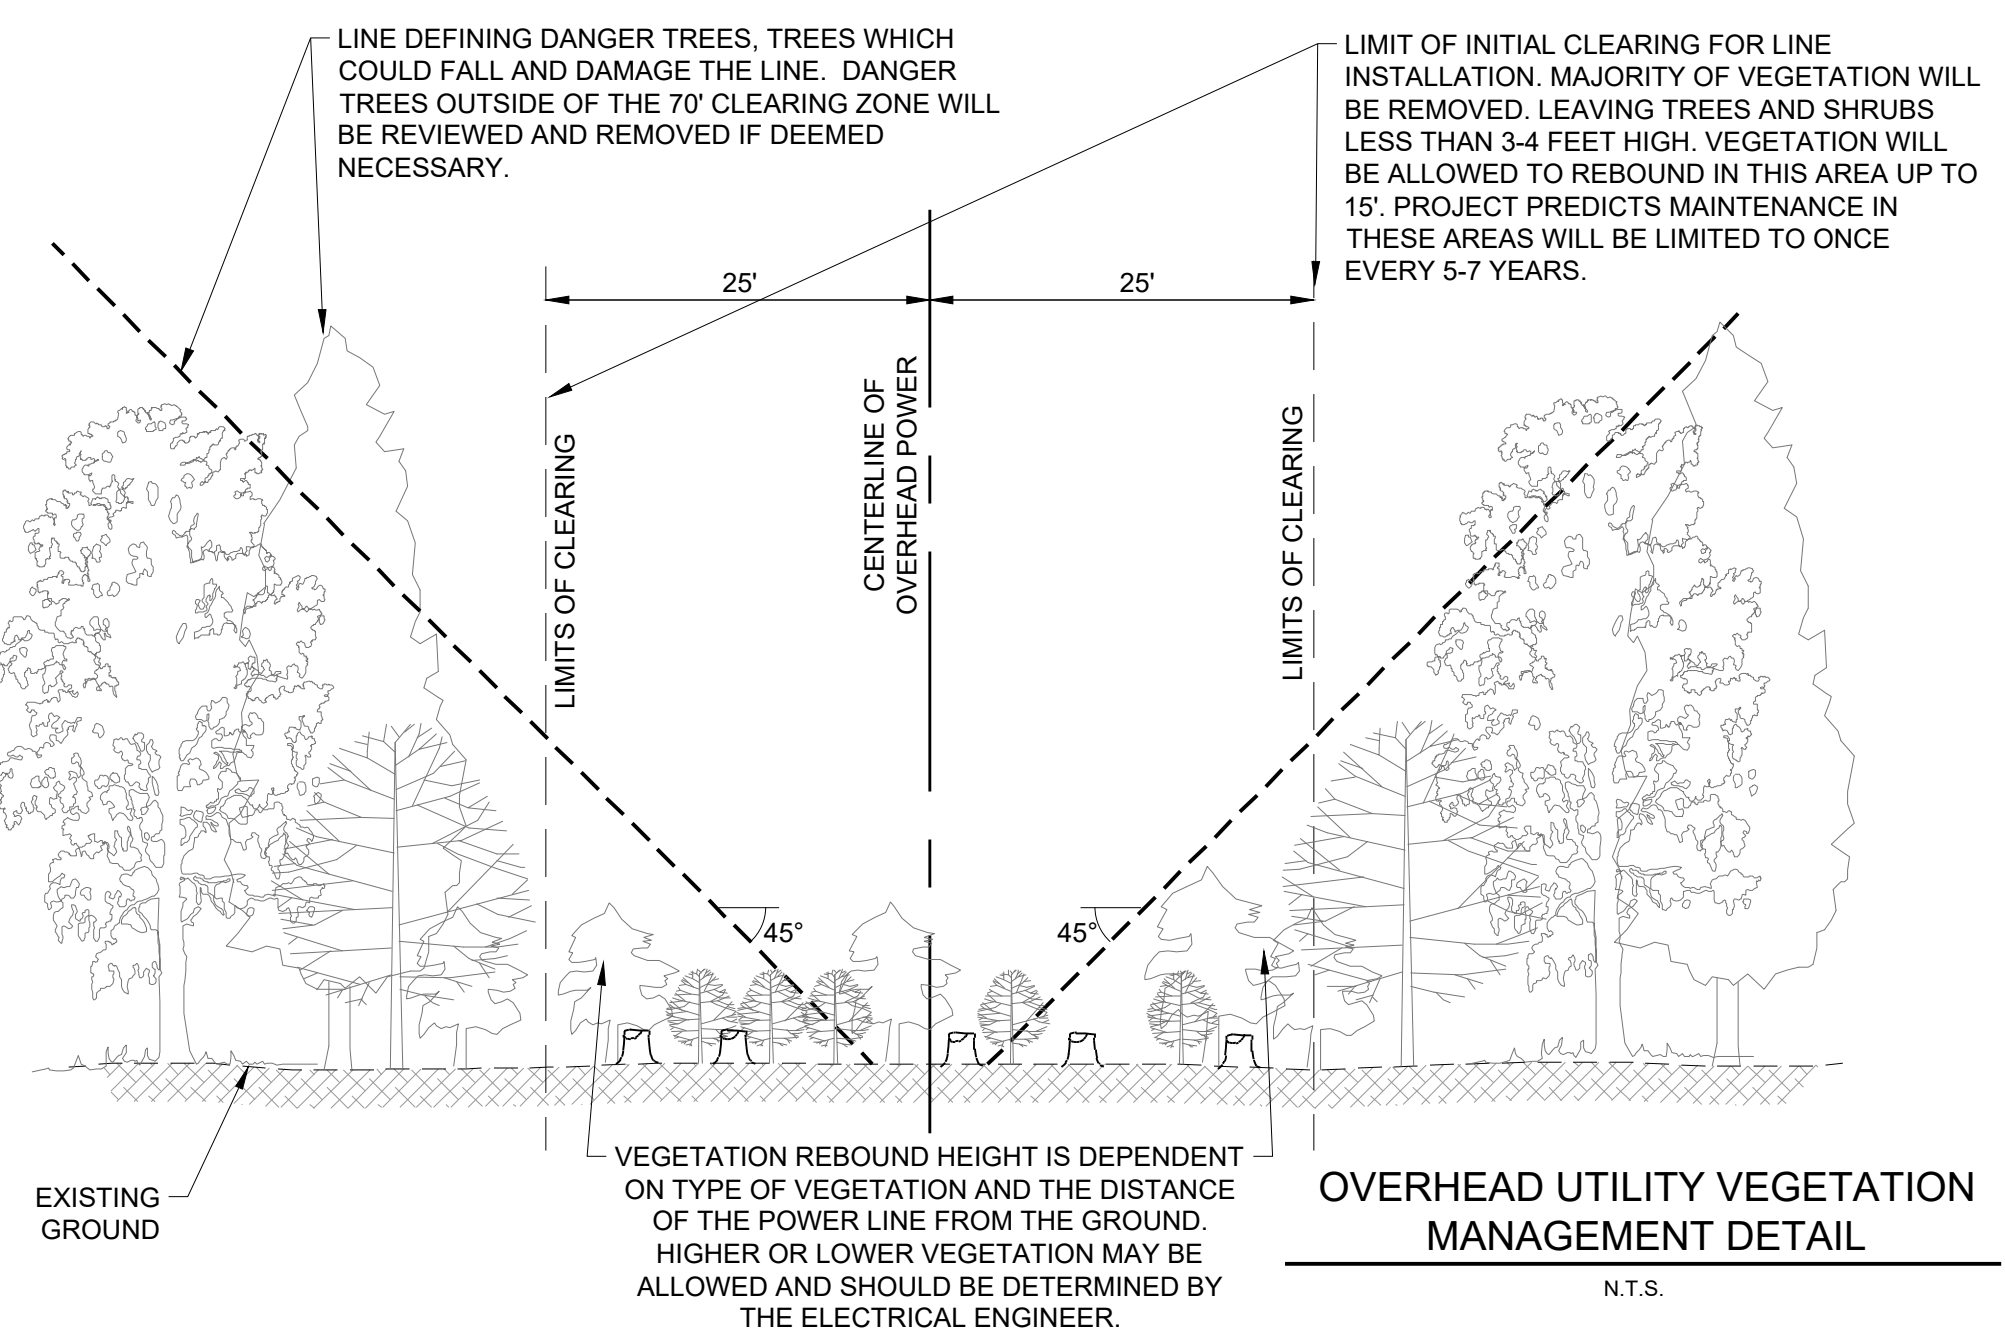 LINE DEFINING DANGER TREES, TREES WHICH
COULD FALL AND DAMAGE THE LINE. DANGER
TREES OUTSIDE OF THE 70' CLEARING ZONE WILL
BE REVIEWED AND REMOVED IF DEEMED
NECESSARY.
LIMIT OF INITIAL CLEARING FOR LINE
INSTALLATION. MAJORITY OF VEGETATION WILL
BE REMOVED. LEAVING TREES AND SHRUBS
LESS THAN 3-4 FEET HIGH. VEGETATION WILL
BE ALLOWED TO REBOUND IN THIS AREA UP TO
15'. PROJECT PREDICTS MAINTENANCE IN
THESE AREAS WILL BE LIMITED TO ONCE
EVERY 5-7 YEARS.
25'
25'
LIMITS OF CLEARING
CENTERLINE OF
OVERHEAD POWER
LIMITS OF CLEARING
45°
45°
EXISTING
GROUND
VEGETATION REBOUND HEIGHT IS DEPENDENT
ON TYPE OF VEGETATION AND THE DISTANCE
OF THE POWER LINE FROM THE GROUND.
HIGHER OR LOWER VEGETATION MAY BE
ALLOWED AND SHOULD BE DETERMINED BY
THE ELECTRICAL ENGINEER.
OVERHEAD UTILITY VEGETATION
MANAGEMENT DETAIL
N.T.S.